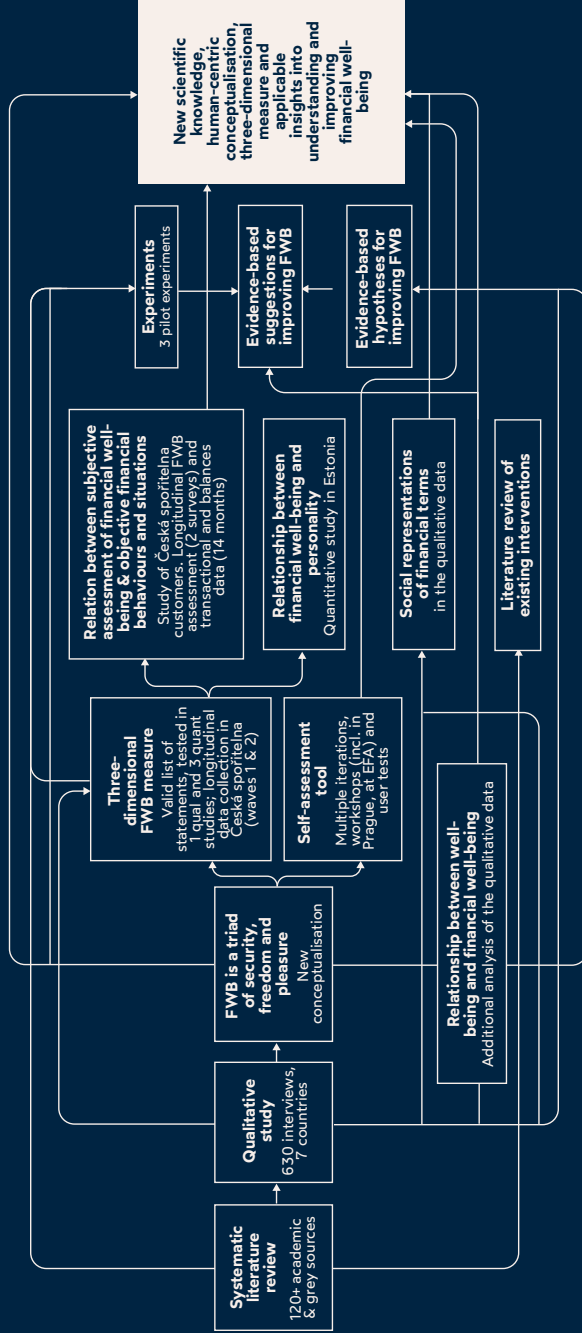 Systematic
literature
review
120+ academic
& grey sources
Qualitative
study
630 interviews,
7 countries
FWB is a triad
of security,
freedom and
pleasure
New
conceptualisation
Three-
dimensional
FWB measure
Valid list of
statements, tested in
1 qual and 3 quant
studies; longitudinal
data collection in
Česká spořitelna
(waves 1 & 2)
Self-assessment
tool
Multiple iterations,
workshops (incl. in
Prague, at EFA) and
user tests
Relationship between well-
being and financial well-being
Additional analysis of the qualitative data
Relation between subjective
assessment of financial well-
being & objective financial
behaviours and situations
Study of Česká spořitelna
customers. Longitudinal FWB
assessment (2 surveys) and
transactional and balances
data (14 months)
Relationship between
financial well-being and
personality
Quantitative study in Estonia
Social representations
of financial terms
in the qualitative data
Literature review of
existing interventions
Experiments
3 pilot experiments
Evidence-based
suggestions for
improving FWB
Evidence-based
hypotheses for
improving FWB
New scientific
knowledge,
human-centric
conceptualisation,
three-dimensional
measure and
applicable
insights into
understanding and
improving
financial well-
being